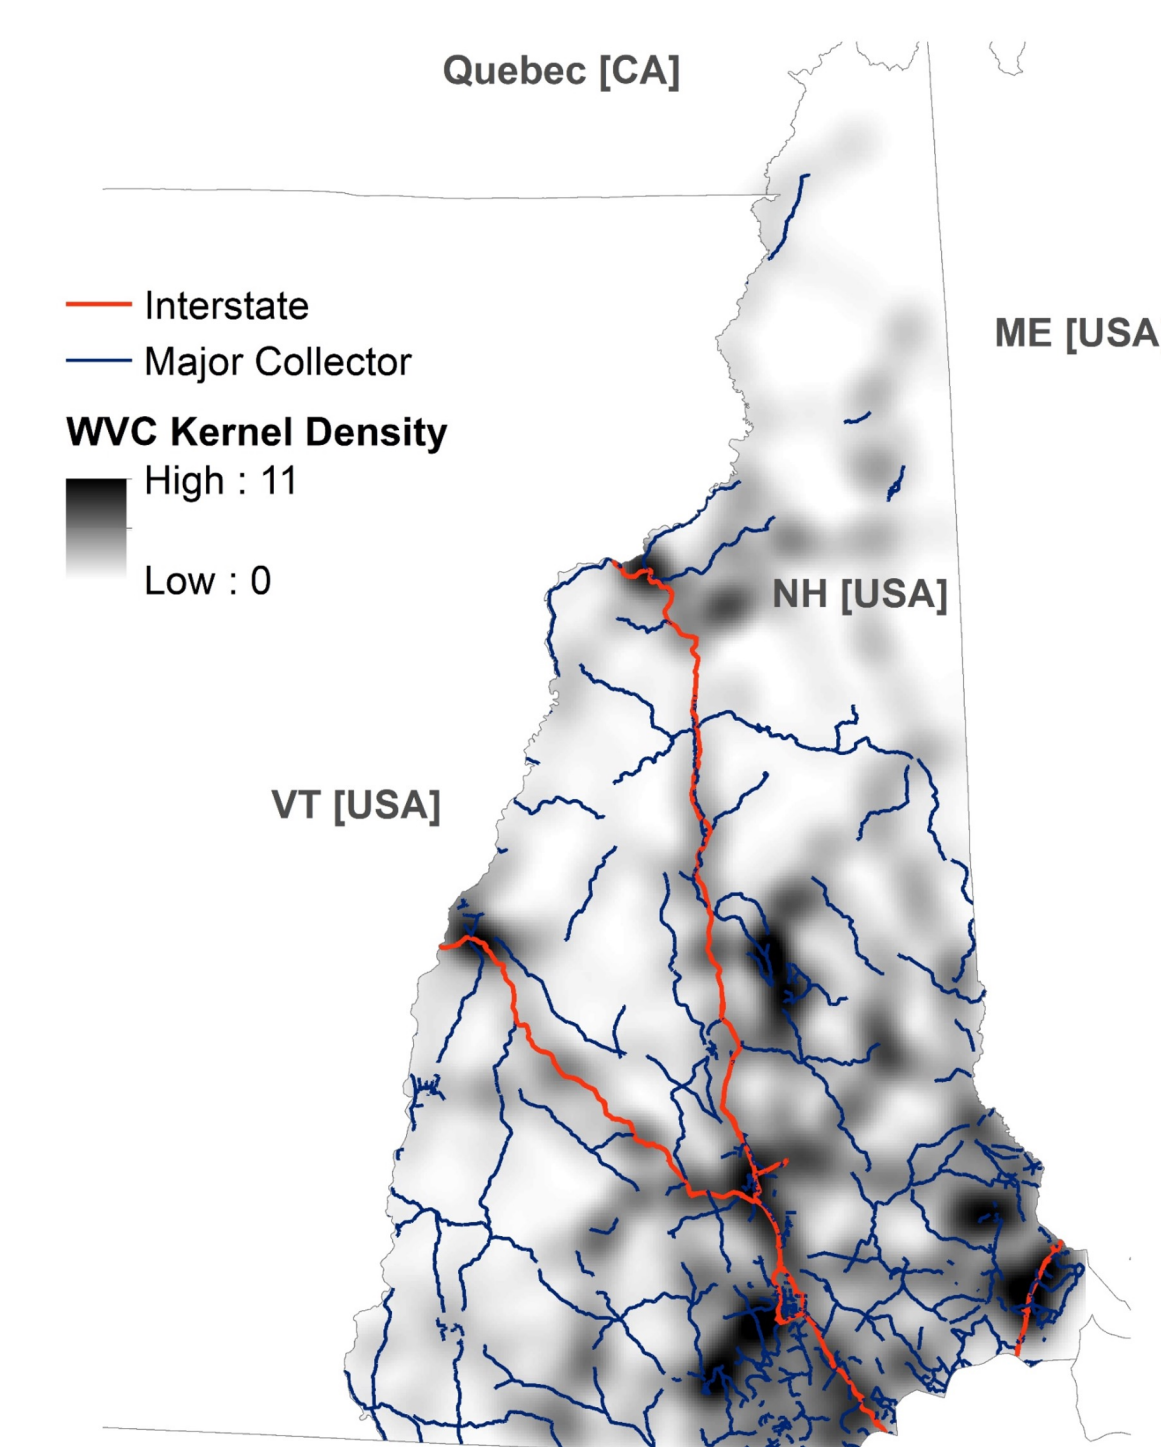 Quebec [CA]
Interstate
ME [USA
Major Collector
WVC Kernel Density
High : 11
Low : 0
NH [USA]
VT [USA]